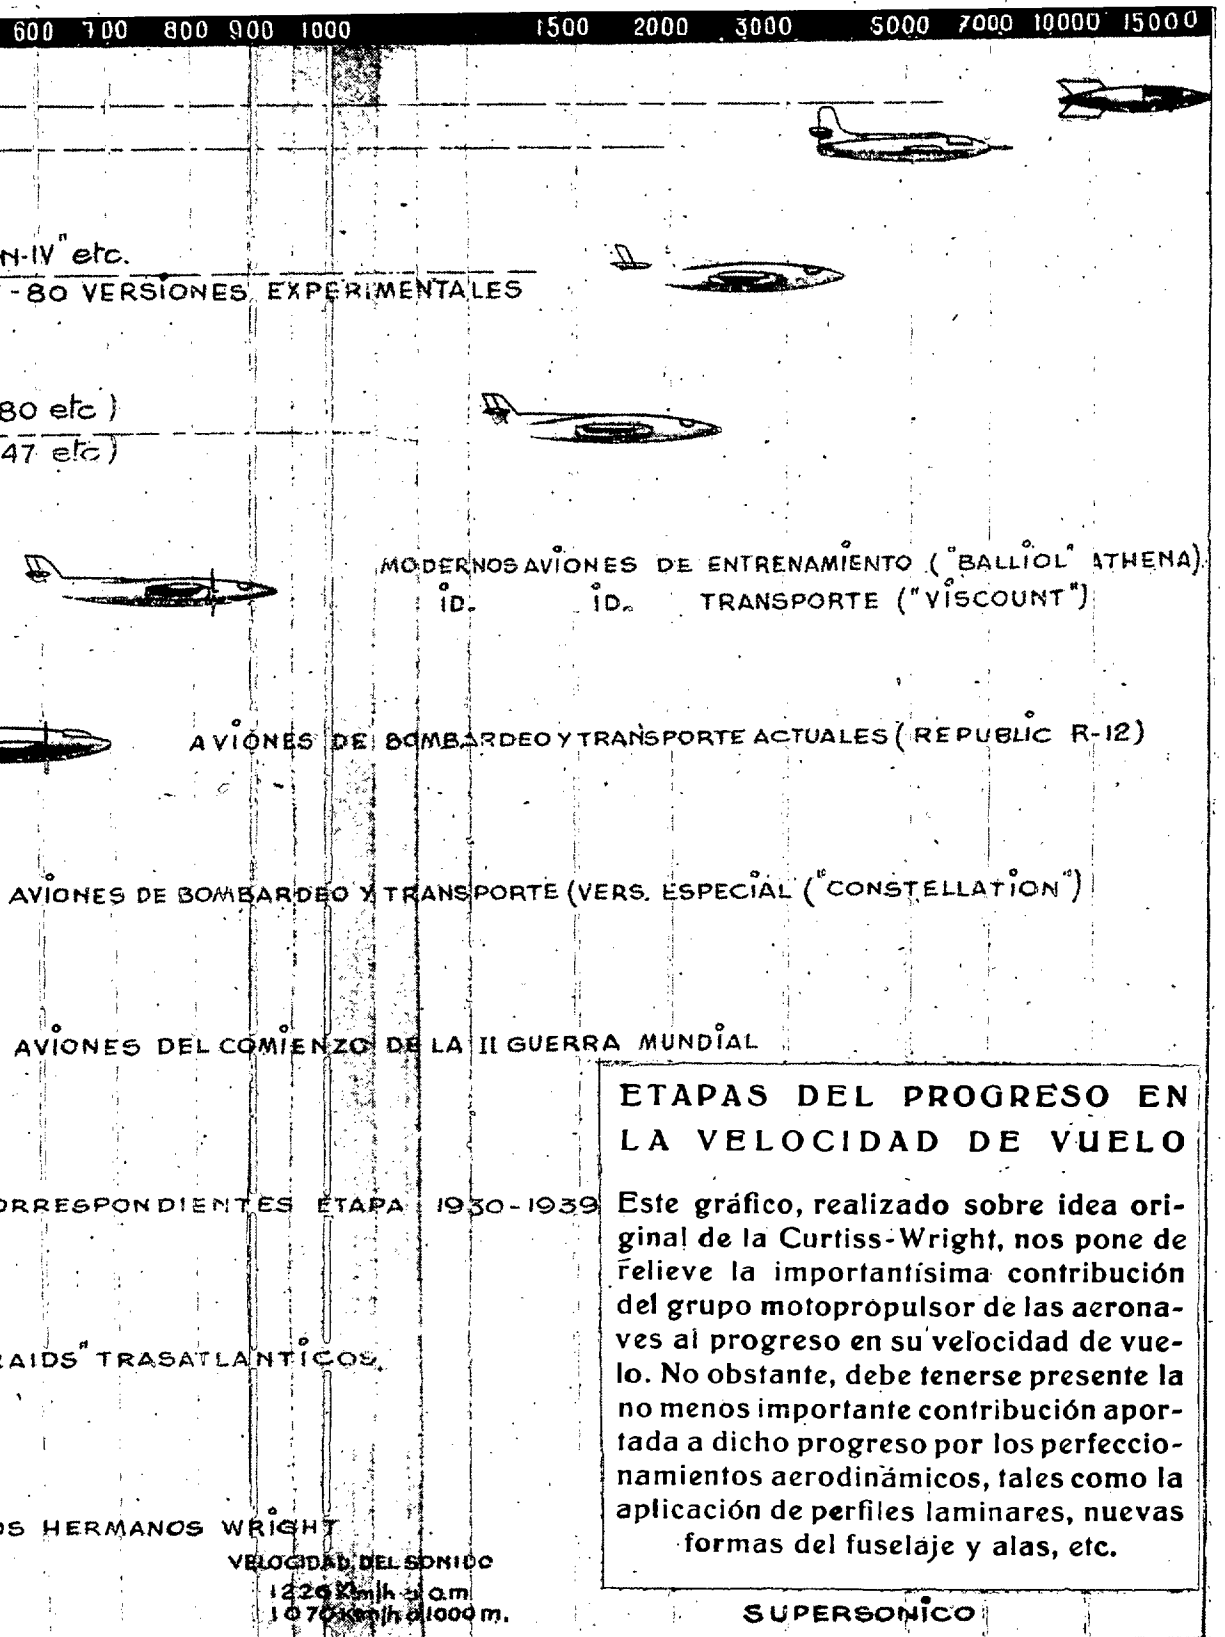 600 700 800 900 1000 1500 2000 3000 5000 7000 10000 15000
N-IV" etc.
-80 VERSIONES EXPERIMENTALES
80 etc)
47 etc)
MODERNOS AVIONES DE ENTRENAMIENTO ("BALLIOL" ATHENA)
ID. ID. TRANSPORTE ("VISCOUNT")
AVIONES DE BOMBARDEO Y TRANSPORTE ACTUALES (REPUBLIC R-12)
AVIONES DE BOMBARDEO Y TRANSPORTE (VERS. ESPECIAL ("CONSTELLATION")
AVIONES DEL COMIENZO DE LA II GUERRA MUNDIAL
ORRESPONDIENTES ETAPA 1930-1939
RAIDS" TRASATLANTICOS.
OS HERMANOS WRIGHT
VELOCIDAD DEL SONIDO
1226 Km/h a 0 m
1070 Km/h a 1000 m.
ETAPAS DEL PROGRESO EN
LA VELOCIDAD DE VUELO
Este gráfico, realizado sobre idea ori-
ginal de la Curtiss-Wright, nos pone de
relieve la importantísima contribución
del grupo motopropulsor de las aerona-
ves al progreso en su velocidad de vue-
lo. No obstante, debe tenerse presente la
no menos importante contribución apor-
tada a dicho progreso por los perfeccio-
namientos aerodinámicos, tales como la
aplicación de perfiles laminares, nuevas
formas del fuselaje y alas, etc.
SUPERSONICO